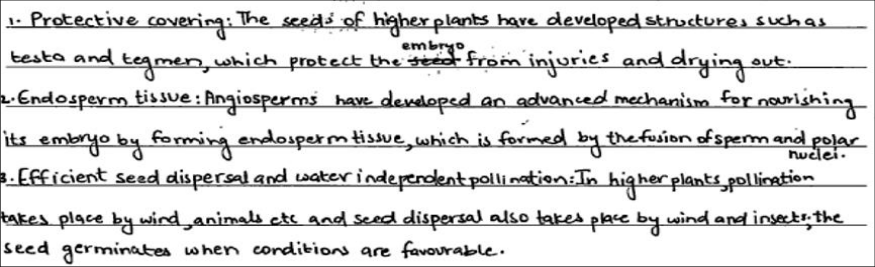 1. Protective covering: The seeds of higher plants have developed structures such as
testa and tegmen, which protect the seed embryo from injuries and drying out.
2. Endosperm tissue: Angiosperms have developed an advanced mechanism for nourishing
its embryo by forming endosperm tissue, which is formed by the fusion of sperm and polar
nuclei.
3. Efficient seed dispersal and water independent pollination: In higher plants, pollination
takes place by wind, animals etc and seed dispersal also takes place by wind and insects, the
seed germinates when conditions are favourable.